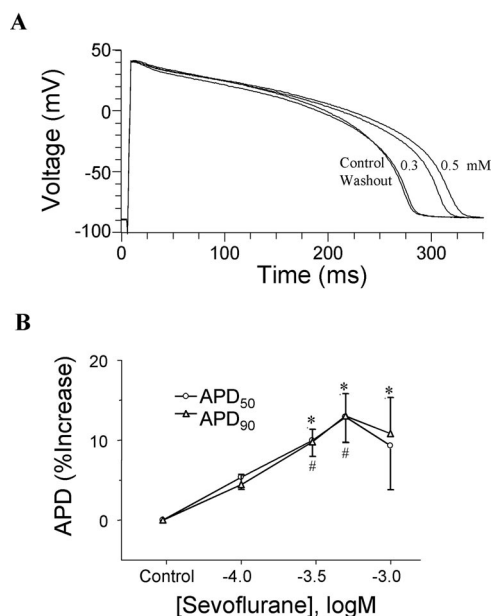 A
50
0
-50
-100
Voltage (mV)
Control 0.3 0.5 mM
Washout
0 100 200 300
Time (ms)
B
20
10
0
APD (%Increase)
APD50
APD90
* * *
# #
Control -4.0 -3.5 -3.0
[Sevoflurane], logM